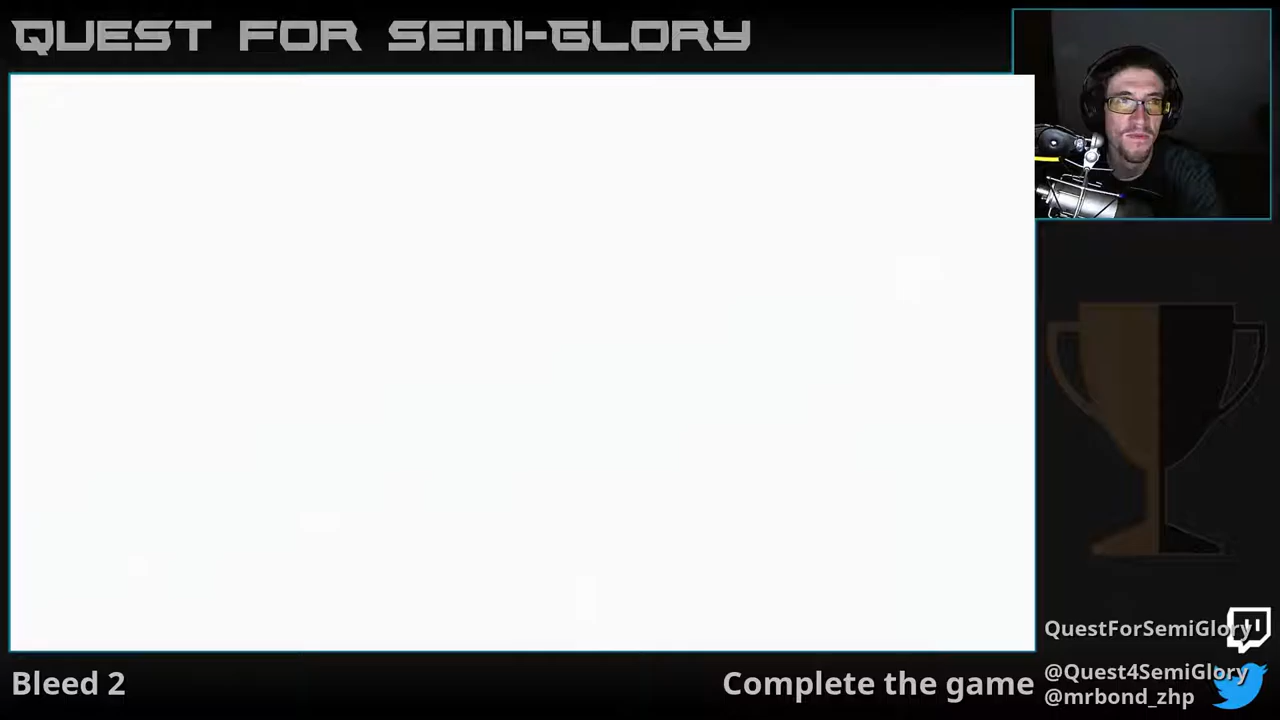 QUEST FOR SEMI-GLORY
QuestForSemiGlory
@Quest4SemiGlory
@mrbond_zhp
Bleed 2
Complete the game